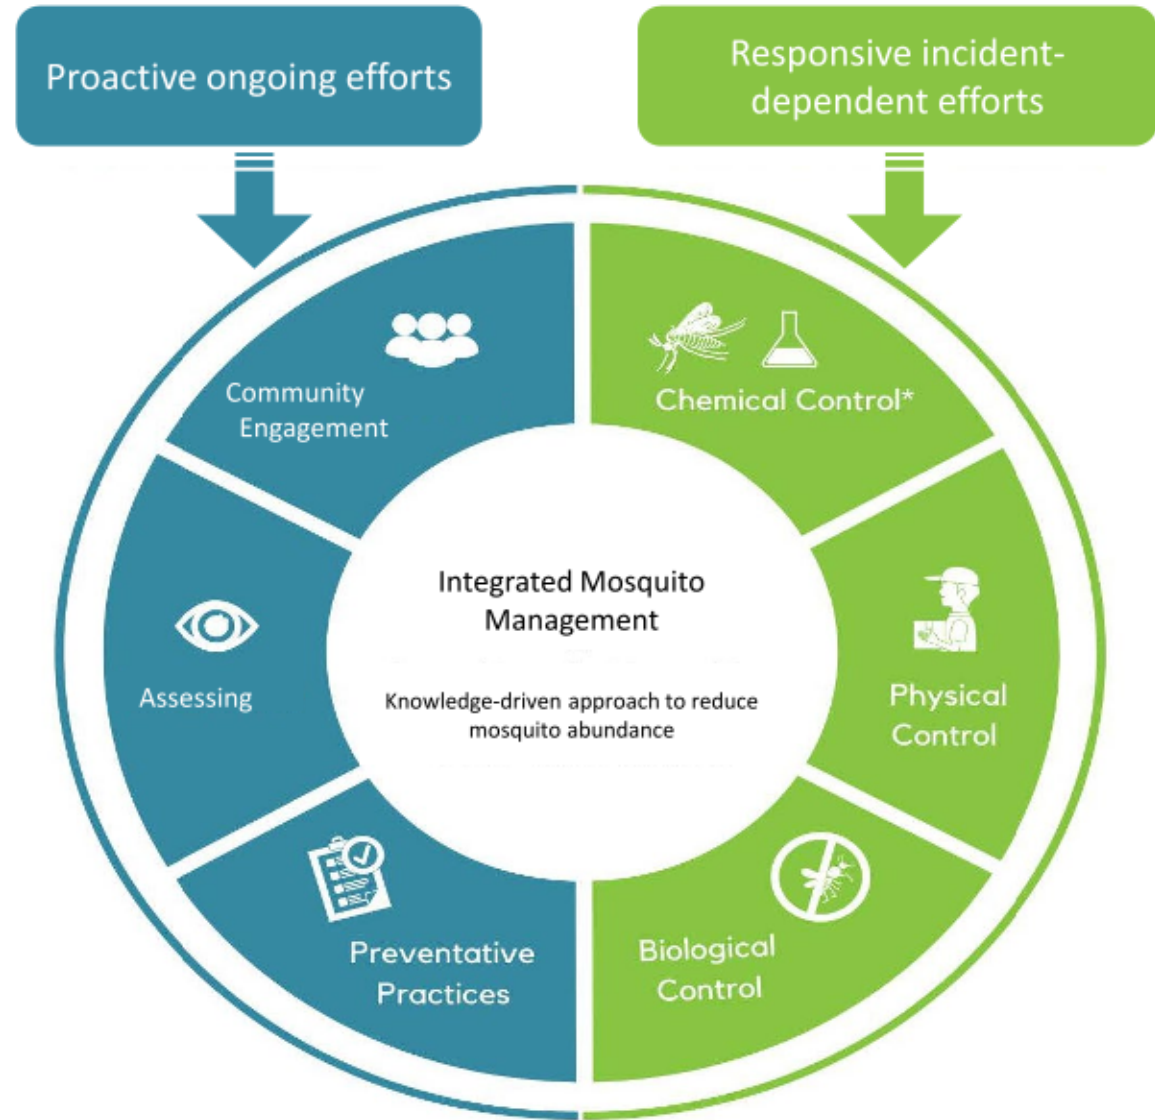 Proactive ongoing efforts
Responsive incident-
dependent efforts
Community
Engagement
Chemical Control*
Assessing
Integrated Mosquito
Management
Knowledge-driven approach to reduce
mosquito abundance
Physical
Control
Preventative
Practices
Biological
Control